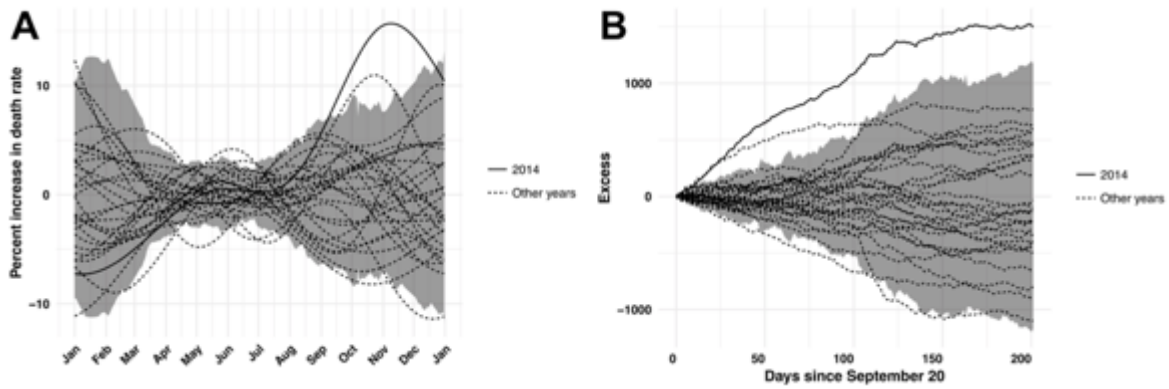 A
Percent increase in death rate
10
0
−10
Jan
Feb
Mar
Apr
May
Jun
Jul
Aug
Sep
Oct
Nov
Dec
Jan
2014
Other years
B
Excess
1000
0
−1000
0
50
100
150
200
Days since September 20
2014
Other years